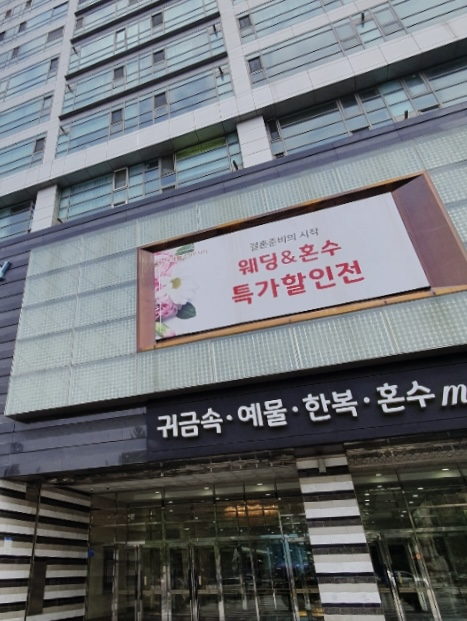 결혼준비의 시작
웨딩&혼수
특가할인전
귀금속·예물·한복·혼수 m